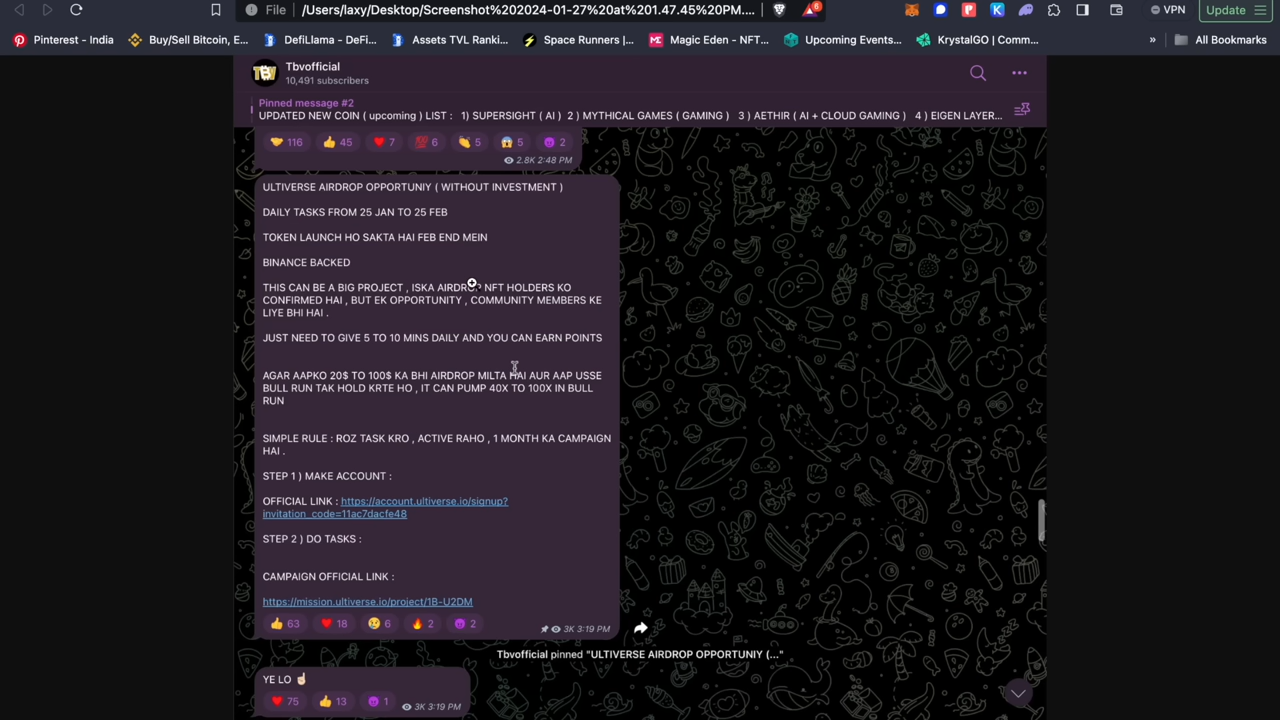 File
/Users/laxy/Desktop/Screenshot%202024-01-27%20at%201.47.45%20PM....
6
VPN
Update
Pinterest - India
Buy/Sell Bitcoin, E...
DefiLlama - DeFi...
Assets TVL Ranki...
Space Runners |...
Magic Eden - NFT...
Upcoming Events...
KrystalGO | Comm...
»
All Bookmarks
TBV
Tbvofficial
10,491 subscribers
Pinned message #2
UPDATED NEW COIN ( upcoming ) LIST : 1) SUPERSIGHT ( AI ) 2 ) MYTHICAL GAMES ( GAMING ) 3 ) AETHIR ( AI + CLOUD GAMING ) 4 ) EIGEN LAYER...
🤝 116 👍 45 ❤️ 7 💯 6 👏 5 😱 5 😈 2
2.8K 2:48 PM
ULTIVERSE AIRDROP OPPORTUNIY ( WITHOUT INVESTMENT )
DAILY TASKS FROM 25 JAN TO 25 FEB
TOKEN LAUNCH HO SAKTA HAI FEB END MEIN
BINANCE BACKED
THIS CAN BE A BIG PROJECT , ISKA AIRDROP NFT HOLDERS KO
CONFIRMED HAI , BUT EK OPPORTUNITY , COMMUNITY MEMBERS KE
LIYE BHI HAI .
JUST NEED TO GIVE 5 TO 10 MINS DAILY AND YOU CAN EARN POINTS
AGAR AAPKO 20$ TO 100$ KA BHI AIRDROP MILTA HAI AUR AAP USSE
BULL RUN TAK HOLD KRTE HO , IT CAN PUMP 40X TO 100X IN BULL
RUN
SIMPLE RULE : ROZ TASK KRO , ACTIVE RAHO , 1 MONTH KA CAMPAIGN
HAI .
STEP 1 ) MAKE ACCOUNT :
OFFICIAL LINK : https://account.ultiverse.io/signup?
invitation_code=11ac7dacfe48
STEP 2 ) DO TASKS :
CAMPAIGN OFFICIAL LINK :
https://mission.ultiverse.io/project/1B-U2DM
👍 63 ❤️ 18 😢 6 🔥 2 😈 2
3K 3:19 PM
Tbvofficial pinned "ULTIVERSE AIRDROP OPPORTUNIY (..."
YE LO ☝🏻
❤️ 75 👍 13 😈 1
3K 3:19 PM